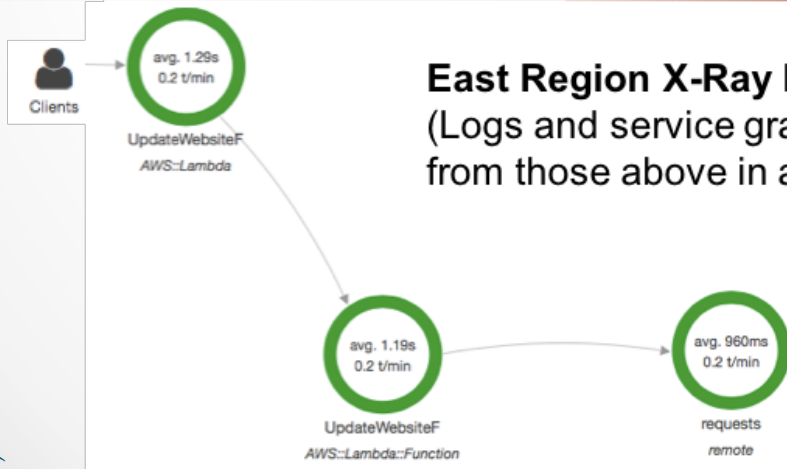 avg. 1.29s
0.2 t/min
Clients
UpdateWebsiteF
AWS::Lambda
East Region X-Ray
(Logs and service gra
from those above in a
avg. 1.19s
0.2 t/min
UpdateWebsiteF
AWS::Lambda::Function
avg. 960ms
0.2 t/min
requests
remote